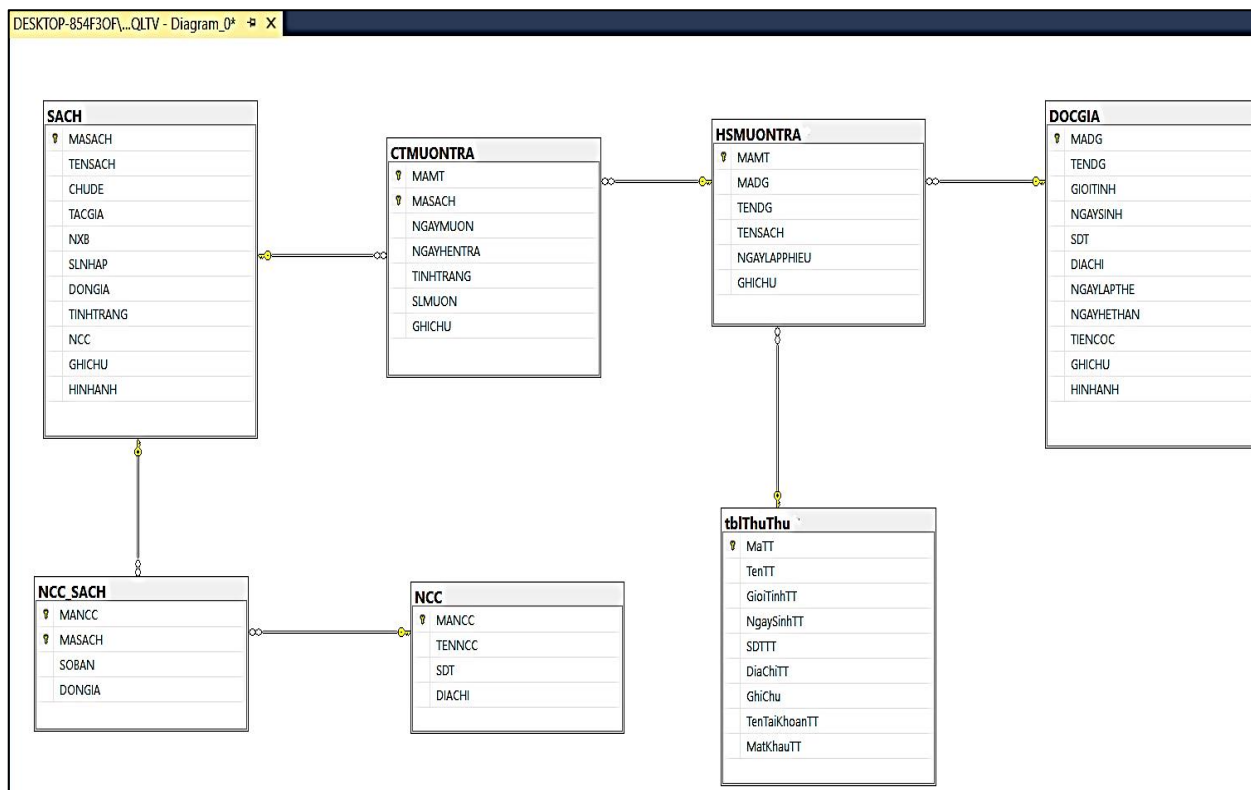 DESKTOP-854F3OF\...QLTV - Diagram_0*
SACH
MASACH
TENSACH
CHUDE
TACGIA
NXB
SLNHAP
DONGIA
TINHTRANG
NCC
GHICHU
HINHANH
CTMUONTRA
MAMT
MASACH
NGAYMUON
NGAYHENTRA
TINHTRANG
SLMUON
GHICHU
HSMUONTRA
MAMT
MADG
TENDG
TENSACH
NGAYLAPPHIEU
GHICHU
DOCGIA
MADG
TENDG
GIOITINH
NGAYSINH
SDT
DIACHI
NGAYLAPTHE
NGAYHETHAN
TIENCOC
GHICHU
HINHANH
NCC_SACH
MANCC
MASACH
SOBAN
DONGIA
NCC
MANCC
TENNCC
SDT
DIACHI
tblThuThu
MaTT
TenTT
GioiTinhTT
NgaySinhTT
SDTTT
DiaChiTT
GhiChu
TenTaiKhoanTT
MatKhauTT